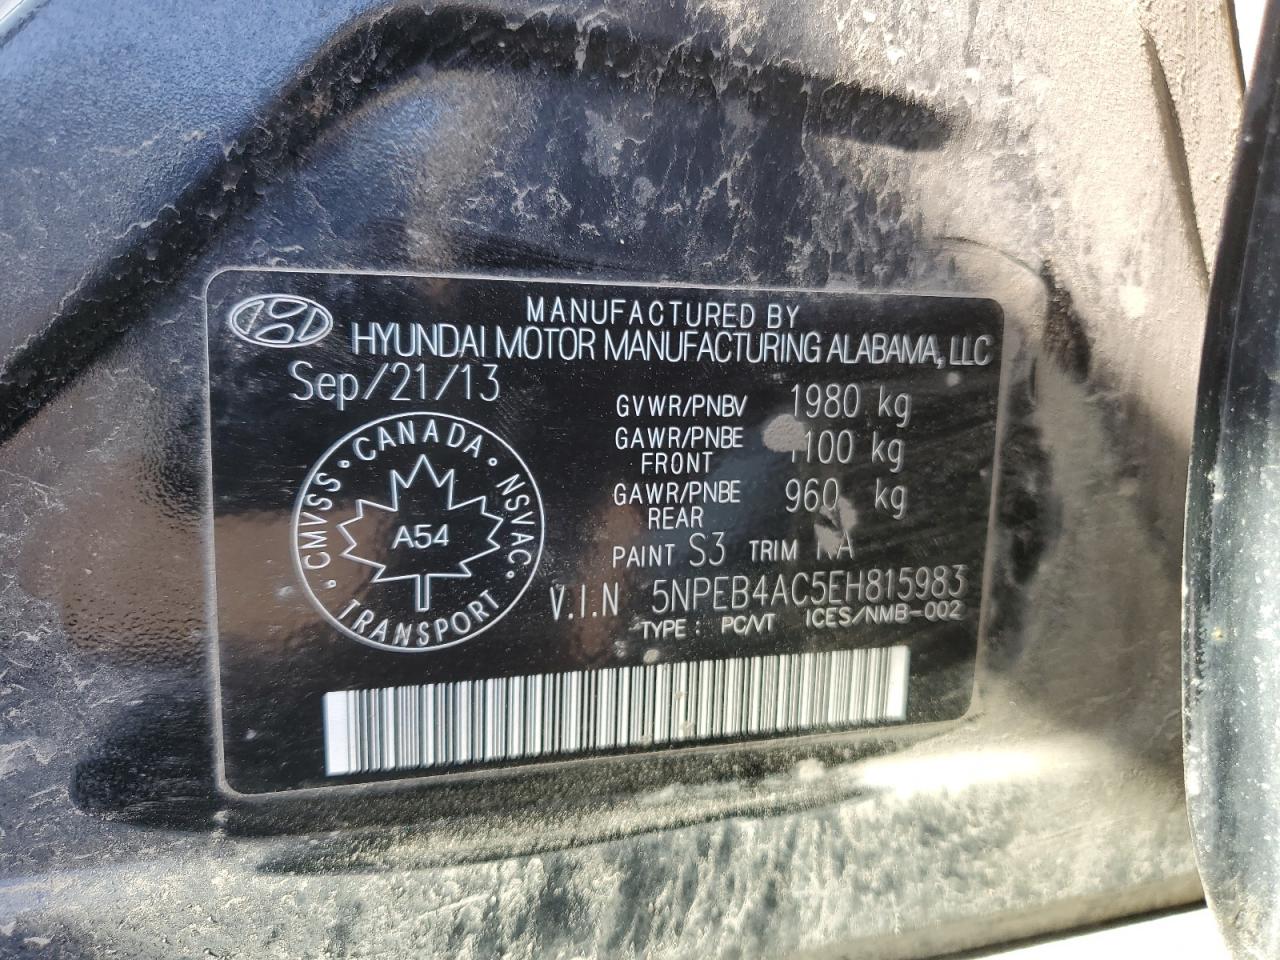 MANUFACTURED BY
HYUNDAI MOTOR MANUFACTURING ALABAMA, LLC
Sep/21/13
GVWR/PNBV 1980 kg
GAWR/PNBE 1100 kg
FRONT
GAWR/PNBE 960 kg
REAR
PAINT S3 TRIM
V.I.N 5NPEB4AC5EH815983
TYPE : PC/VT ICES/NMB-002
CMVSS • CANADA • NSVAC • TRANSPORT •
A54